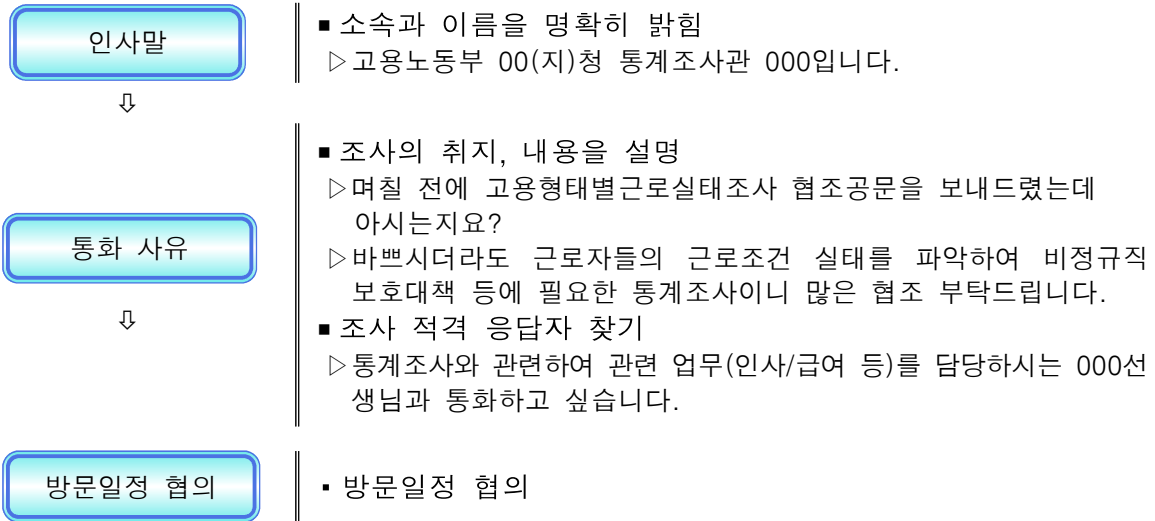 인사말
■ 소속과 이름을 명확히 밝힘
▷고용노동부 00(지)청 통계조사관 000입니다.
⇩
통화 사유
■ 조사의 취지, 내용을 설명
▷며칠 전에 고용형태별근로실태조사 협조공문을 보내드렸는데
아시는지요?
▷바쁘시더라도 근로자들의 근로조건 실태를 파악하여 비정규직
보호대책 등에 필요한 통계조사이니 많은 협조 부탁드립니다.
■ 조사 적격 응답자 찾기
▷통계조사와 관련하여 관련 업무(인사/급여 등)를 담당하시는 000선
생님과 통화하고 싶습니다.
⇩
방문일정 협의
▪ 방문일정 협의